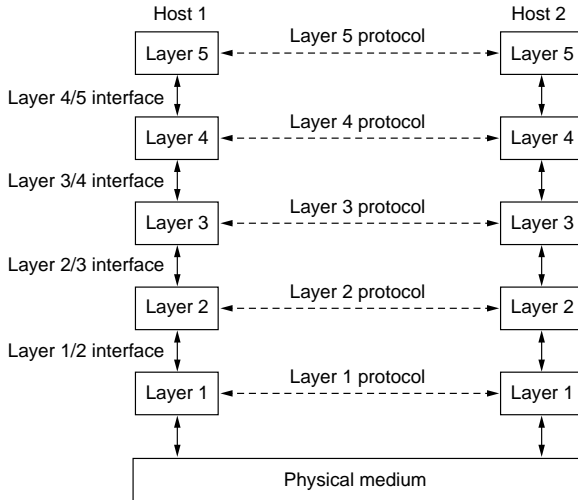 Host 1
Host 2
Layer 5
Layer 5 protocol
Layer 5
Layer 4/5 interface
Layer 4
Layer 4 protocol
Layer 4
Layer 3/4 interface
Layer 3
Layer 3 protocol
Layer 3
Layer 2/3 interface
Layer 2
Layer 2 protocol
Layer 2
Layer 1/2 interface
Layer 1
Layer 1 protocol
Layer 1
Physical medium